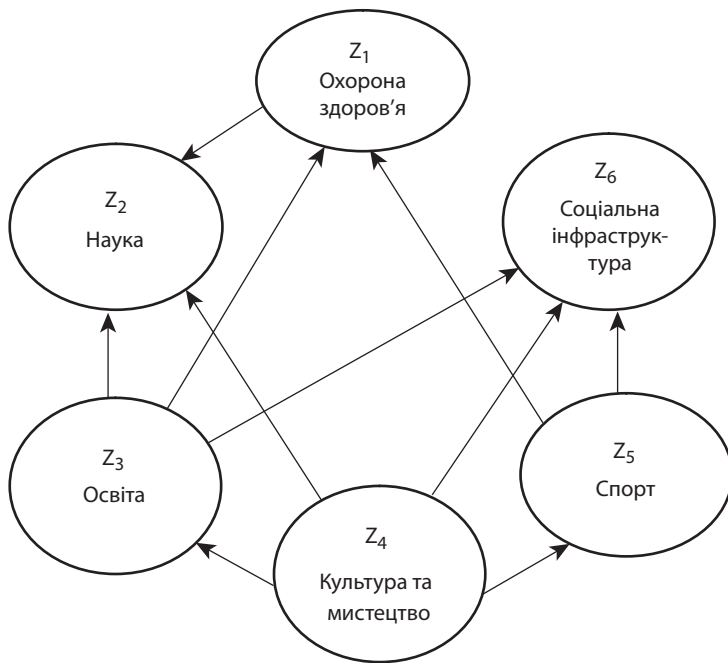 Z1
Охорона
здоров'я
Z2
Наука
Z6
Соціальна
інфраструк-
тура
Z3
Освіта
Z5
Спорт
Z4
Культура та
мистецтво